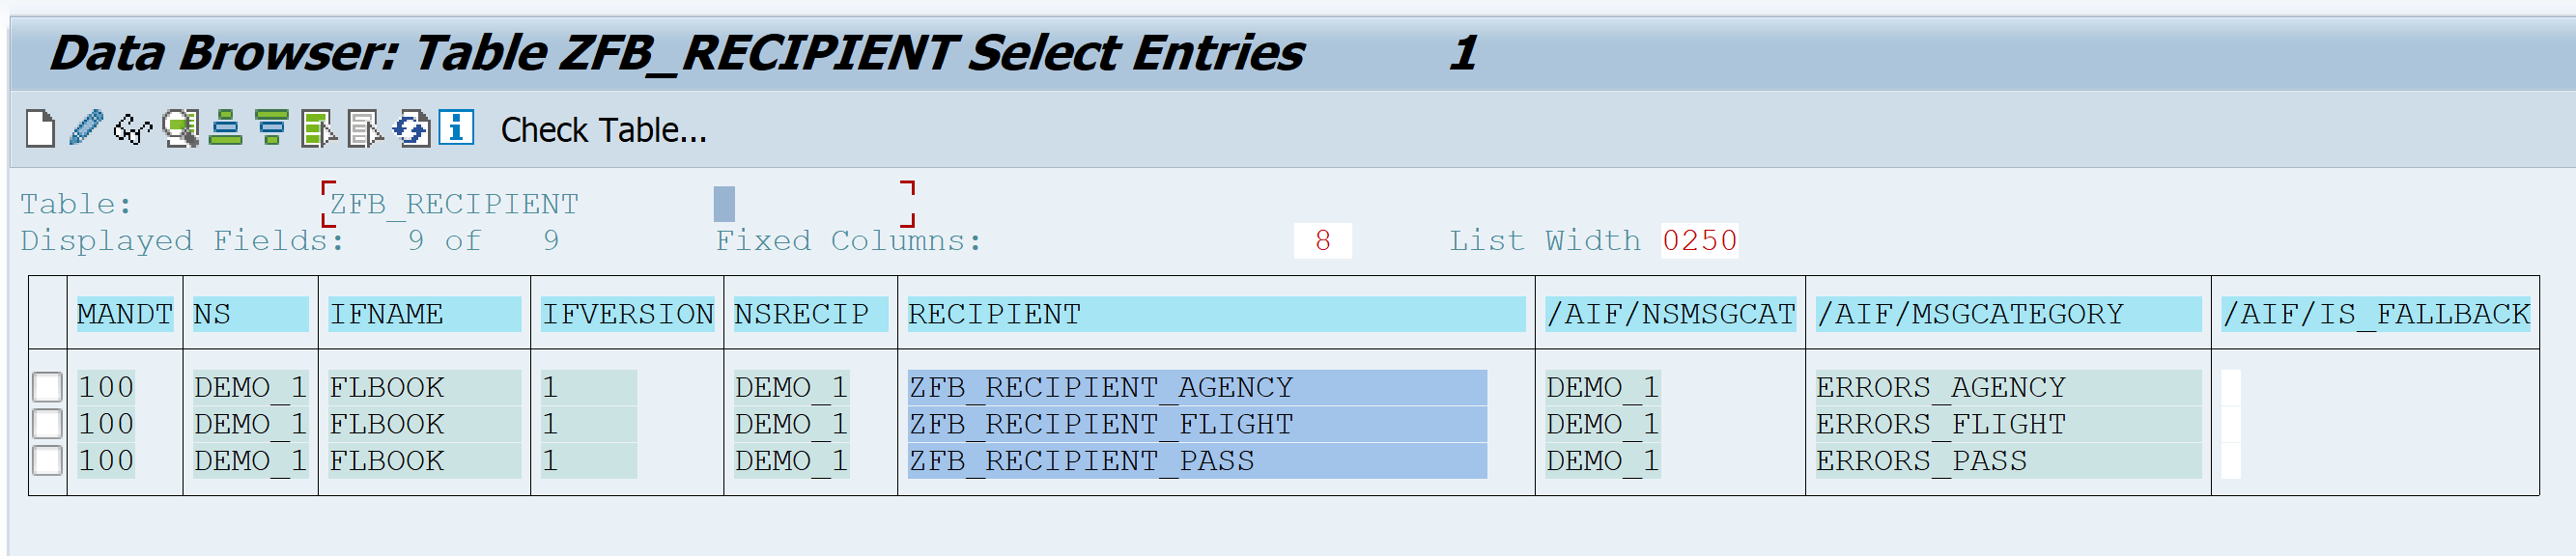 Data Browser: Table ZFB_RECIPIENT Select Entries 1
Check Table...
Table: ZFB_RECIPIENT
Displayed Fields: 9 of 9 Fixed Columns: 8 List Width 0250
MANDT NS IFNAME IFVERSION NSRECIP RECIPIENT /AIF/NSMSGCAT /AIF/MSGCATEGORY /AIF/IS_FALLBACK
100 DEMO_1 FLBOOK 1 DEMO_1 ZFB_RECIPIENT_AGENCY DEMO_1 ERRORS_AGENCY
100 DEMO_1 FLBOOK 1 DEMO_1 ZFB_RECIPIENT_FLIGHT DEMO_1 ERRORS_FLIGHT
100 DEMO_1 FLBOOK 1 DEMO_1 ZFB_RECIPIENT_PASS DEMO_1 ERRORS_PASS